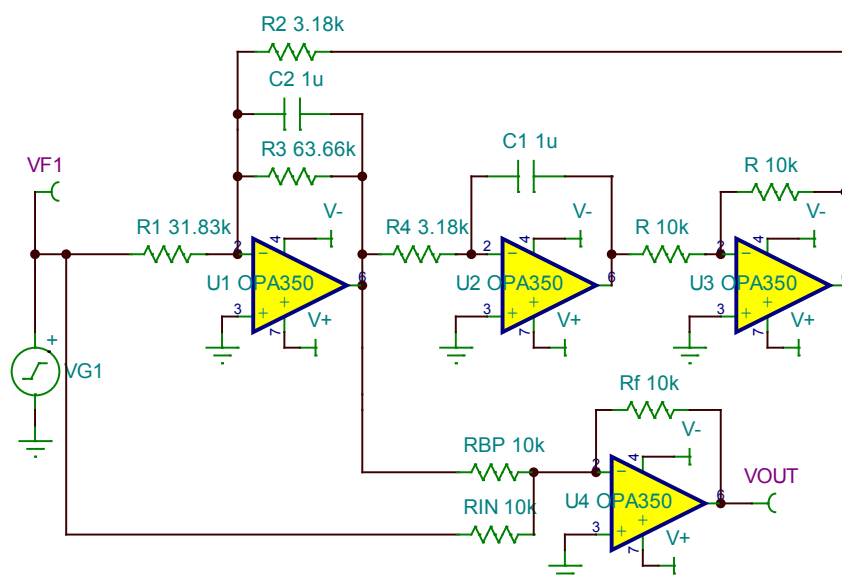 R2 3.18k
C2 1u
R3 63.66k
C1 1u
VF1
R 10k
R1 31.83k
V-
R4 3.18k
V-
R 10k
V-
2
4
2
4
2
4
U1 OPA350
6
U2 OPA350
6
U3 OPA350
3
7
V+
3
7
V+
3
7
V+
VG1
Rf 10k
V-
RBP 10k
2
4
VOUT
U4 OPA350
6
RIN 10k
3
7
V+